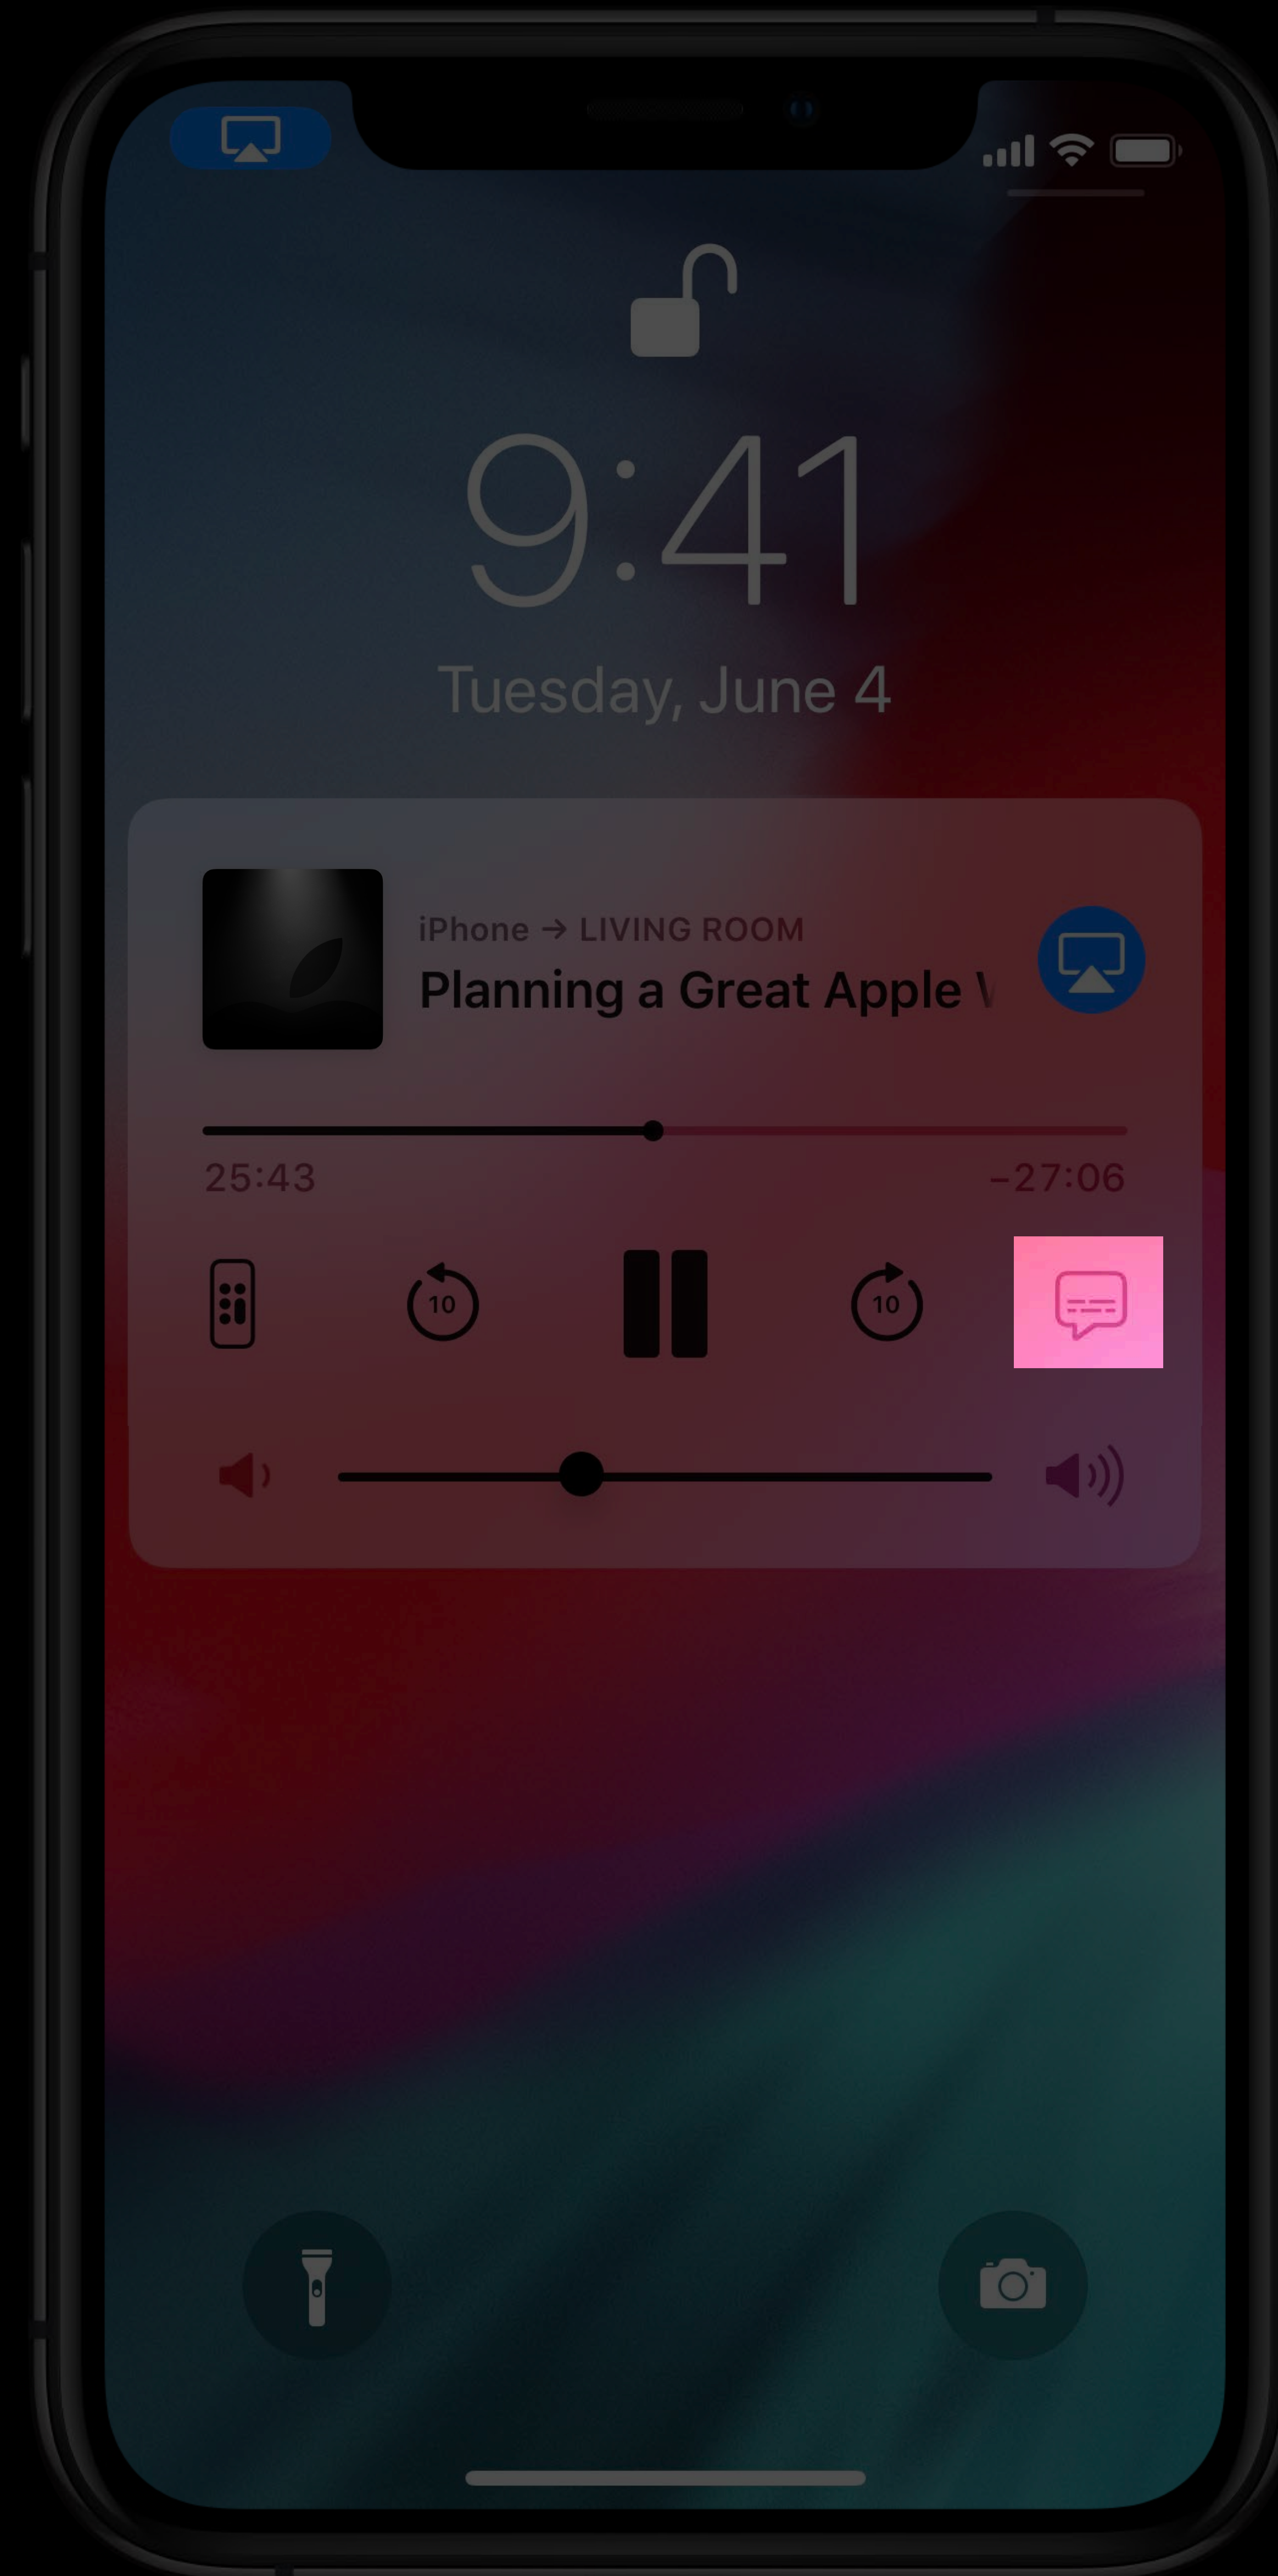 9:41
Tuesday, June 4
iPhone → LIVING ROOM
Planning a Great Apple
25:43
−27:06
10
10